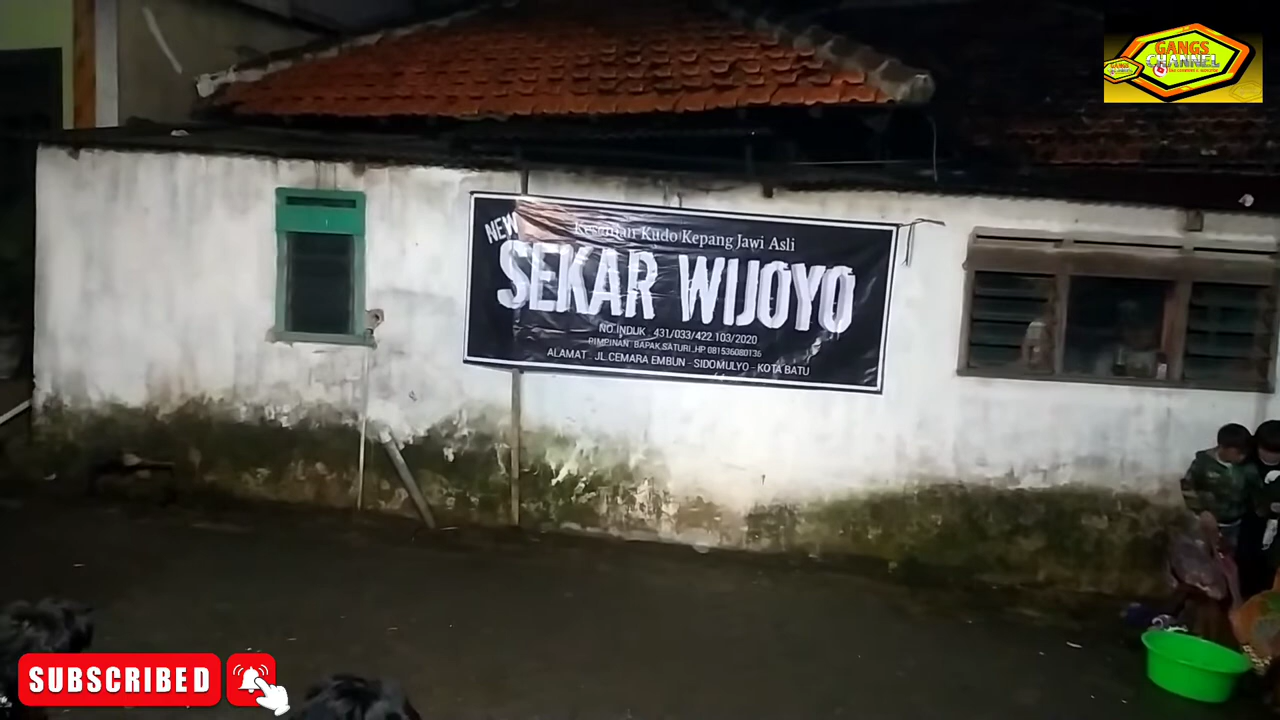 GANGS
CHANNEL
NEW
Kesenian Kudo Kepang Jawi Asli
SEKAR WIJOYO
NO.INDUK . 431/033/422.103/2020
PIMPINAN . BAPAK.SATURI .HP 081536080136
ALAMAT . JL.CEMARA EMBUN - SIDOMULYO - KOTA BATU
SUBSCRIBED